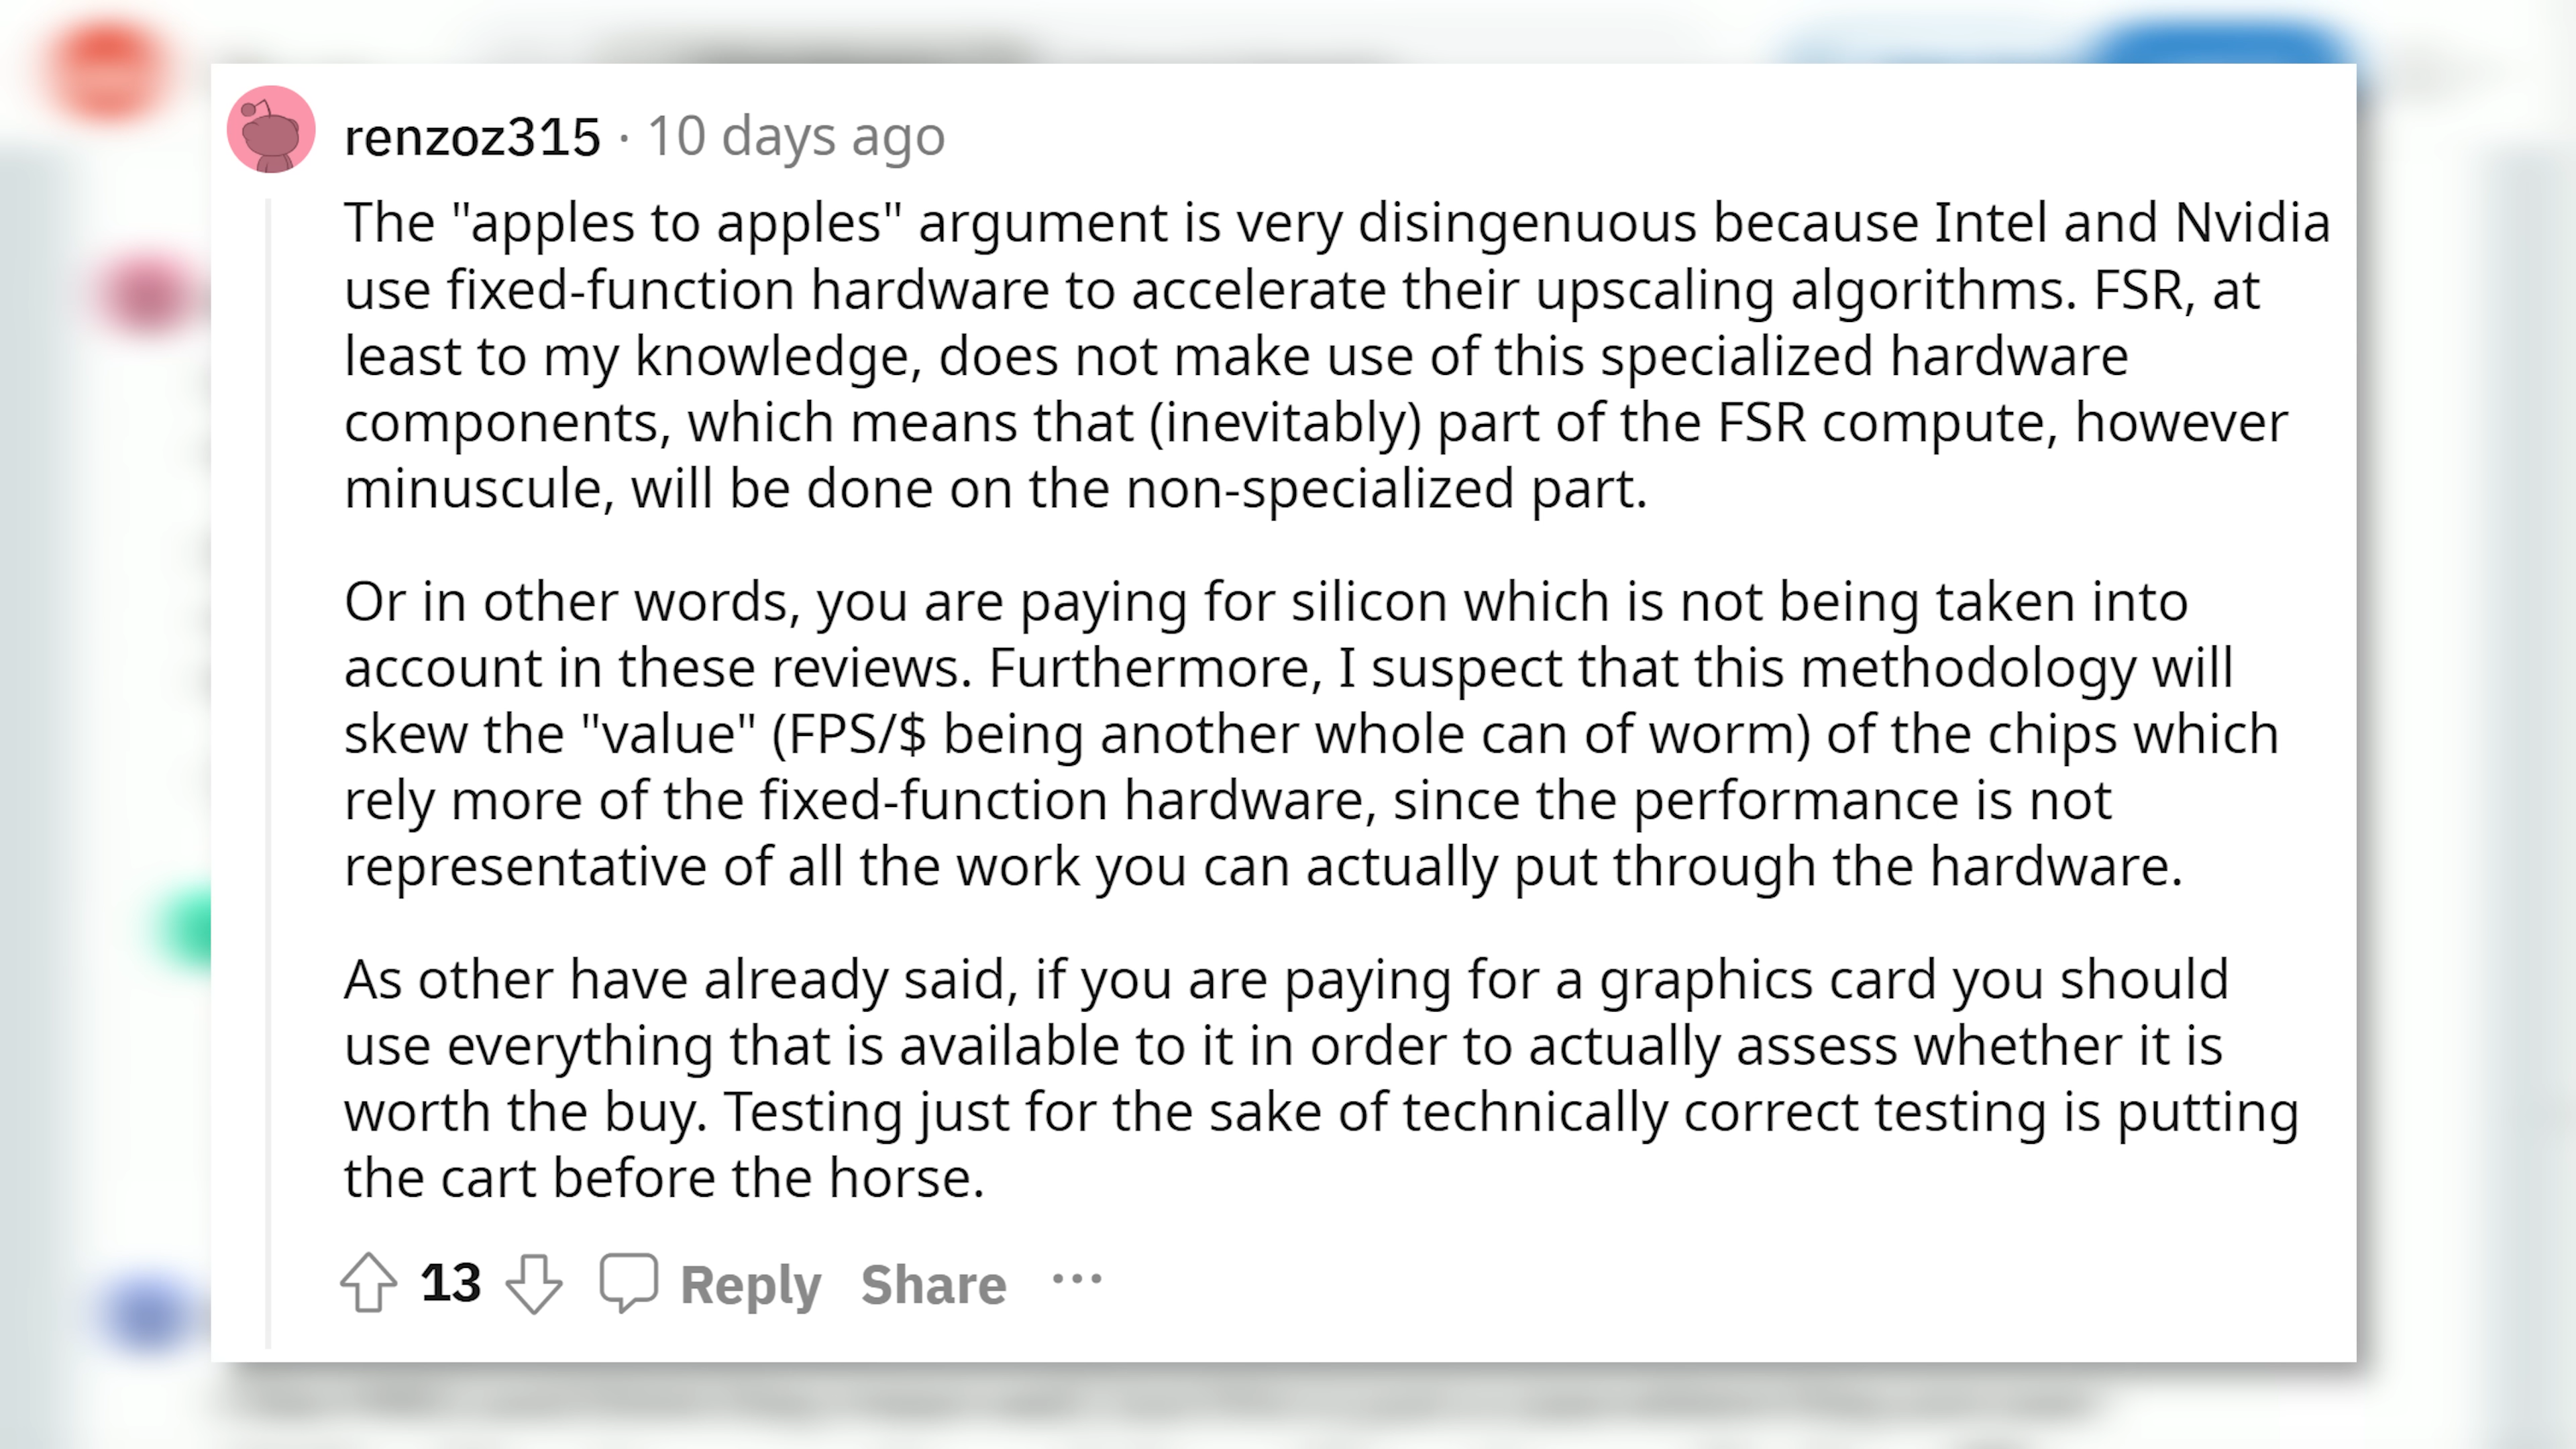 renzoz315 · 10 days ago
The "apples to apples" argument is very disingenuous because Intel and Nvidia
use fixed-function hardware to accelerate their upscaling algorithms. FSR, at
least to my knowledge, does not make use of this specialized hardware
components, which means that (inevitably) part of the FSR compute, however
minuscule, will be done on the non-specialized part.
Or in other words, you are paying for silicon which is not being taken into
account in these reviews. Furthermore, I suspect that this methodology will
skew the "value" (FPS/$ being another whole can of worm) of the chips which
rely more of the fixed-function hardware, since the performance is not
representative of all the work you can actually put through the hardware.
As other have already said, if you are paying for a graphics card you should
use everything that is available to it in order to actually assess whether it is
worth the buy. Testing just for the sake of technically correct testing is putting
the cart before the horse.
13 Reply Share ...